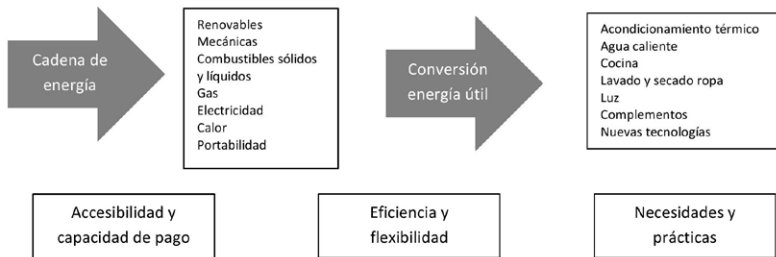 Cadena de
energía
Renovables
Mecánicas
Combustibles sólidos
y líquidos
Gas
Electricidad
Calor
Portabilidad
Conversión
energía útil
Acondicionamiento térmico
Agua caliente
Cocina
Lavado y secado ropa
Luz
Complementos
Nuevas tecnologías
Accesibilidad y
capacidad de pago
Eficiencia y
flexibilidad
Necesidades y
prácticas